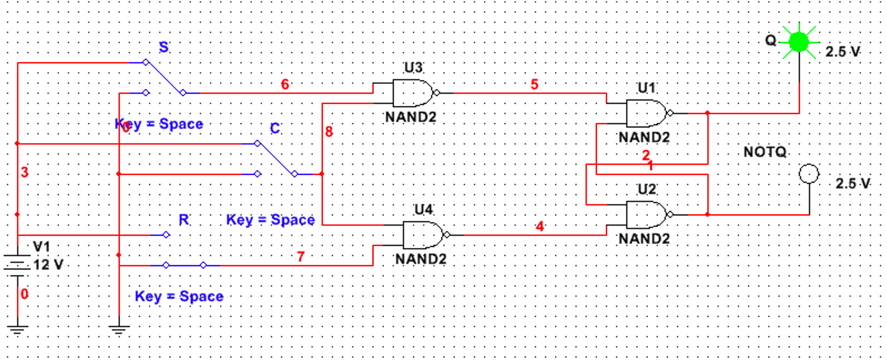 S
Q
2.5 V
U3
6
5
U1
NAND2
Key = Space
0
C
8
NAND2
3
2
1
NOTQ
2.5 V
R
Key = Space
U4
U2
4
V1
12 V
7
NAND2
NAND2
0
Key = Space